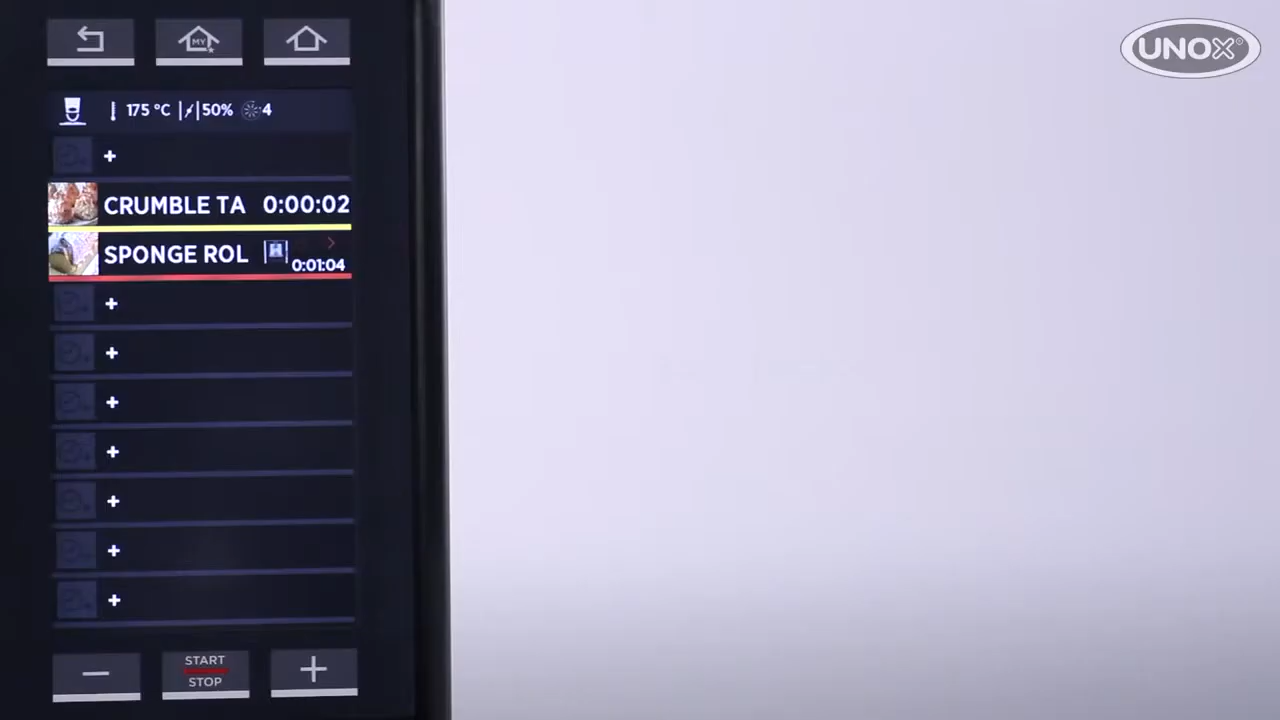 UNOX
MY
175 °C 50% 4
+
CRUMBLE TA 0:00:02
SPONGE ROL 0:01:04
+
+
+
+
+
+
+
START
STOP
- +